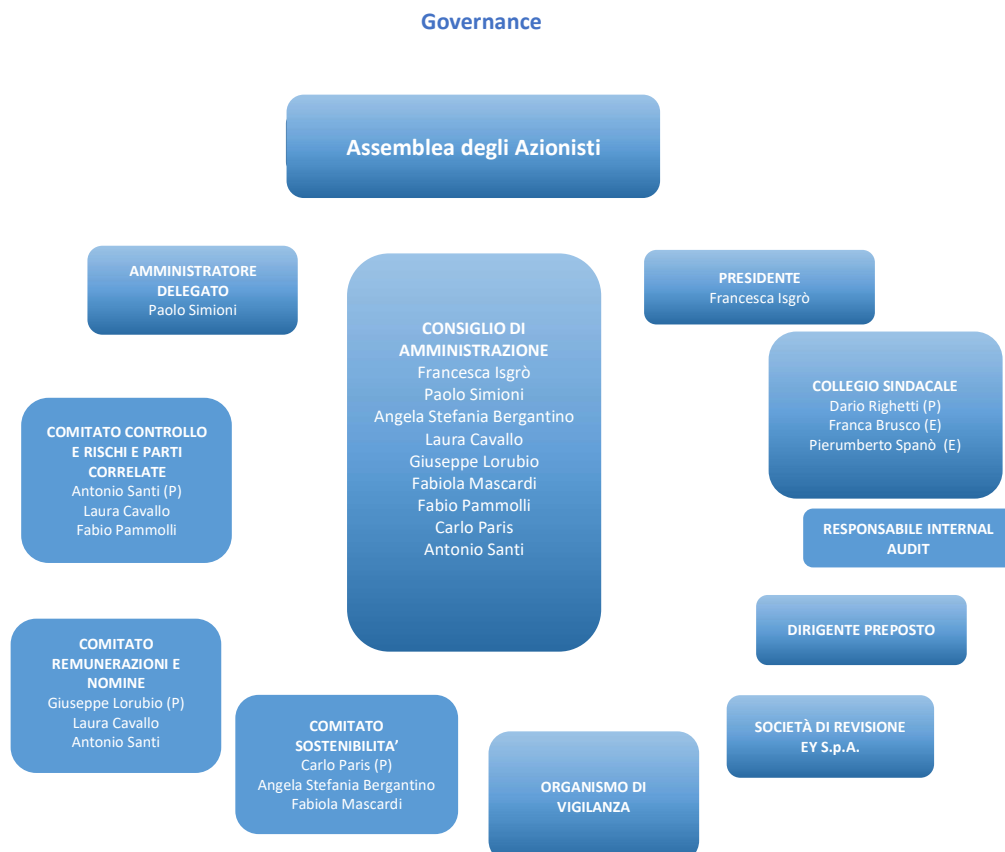 Governance
Assemblea degli Azionisti
AMMINISTRATORE
DELEGATO
Paolo Simioni
PRESIDENTE
Francesca Isgrò
CONSIGLIO DI
AMMINISTRAZIONE
Francesca Isgrò
Paolo Simioni
Angela Stefania Bergantino
Laura Cavallo
Giuseppe Lorubio
Fabiola Mascardi
Fabio Pammolli
Carlo Paris
Antonio Santi
COLLEGIO SINDACALE
Dario Righetti (P)
Franca Brusco (E)
Pierumberto Spanò (E)
COMITATO CONTROLLO
E RISCHI E PARTI
CORRELATE
Antonio Santi (P)
Laura Cavallo
Fabio Pammolli
RESPONSABILE INTERNAL
AUDIT
DIRIGENTE PREPOSTO
COMITATO
REMUNERAZIONI E
NOMINE
Giuseppe Lorubio (P)
Laura Cavallo
Antonio Santi
COMITATO
SOSTENIBILITA’
Carlo Paris (P)
Angela Stefania Bergantino
Fabiola Mascardi
SOCIETÀ DI REVISIONE
EY S.p.A.
ORGANISMO DI
VIGILANZA